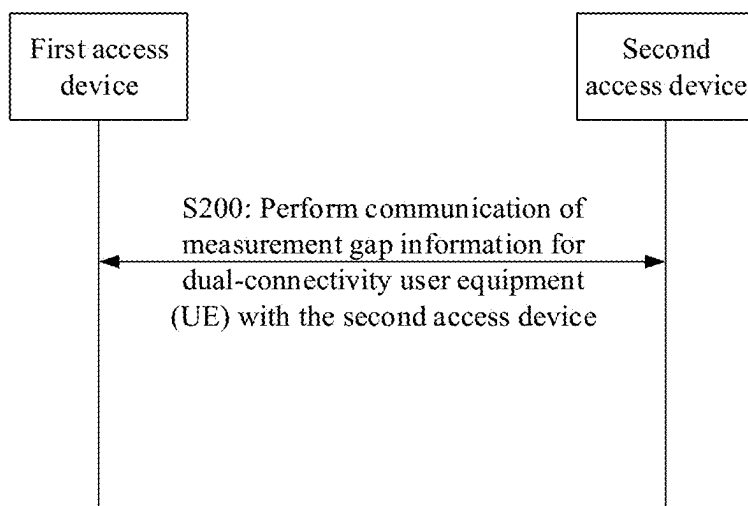 First access
device
Second
access device
S200: Perform communication of
measurement gap information for
dual-connectivity user equipment
(UE) with the second access device